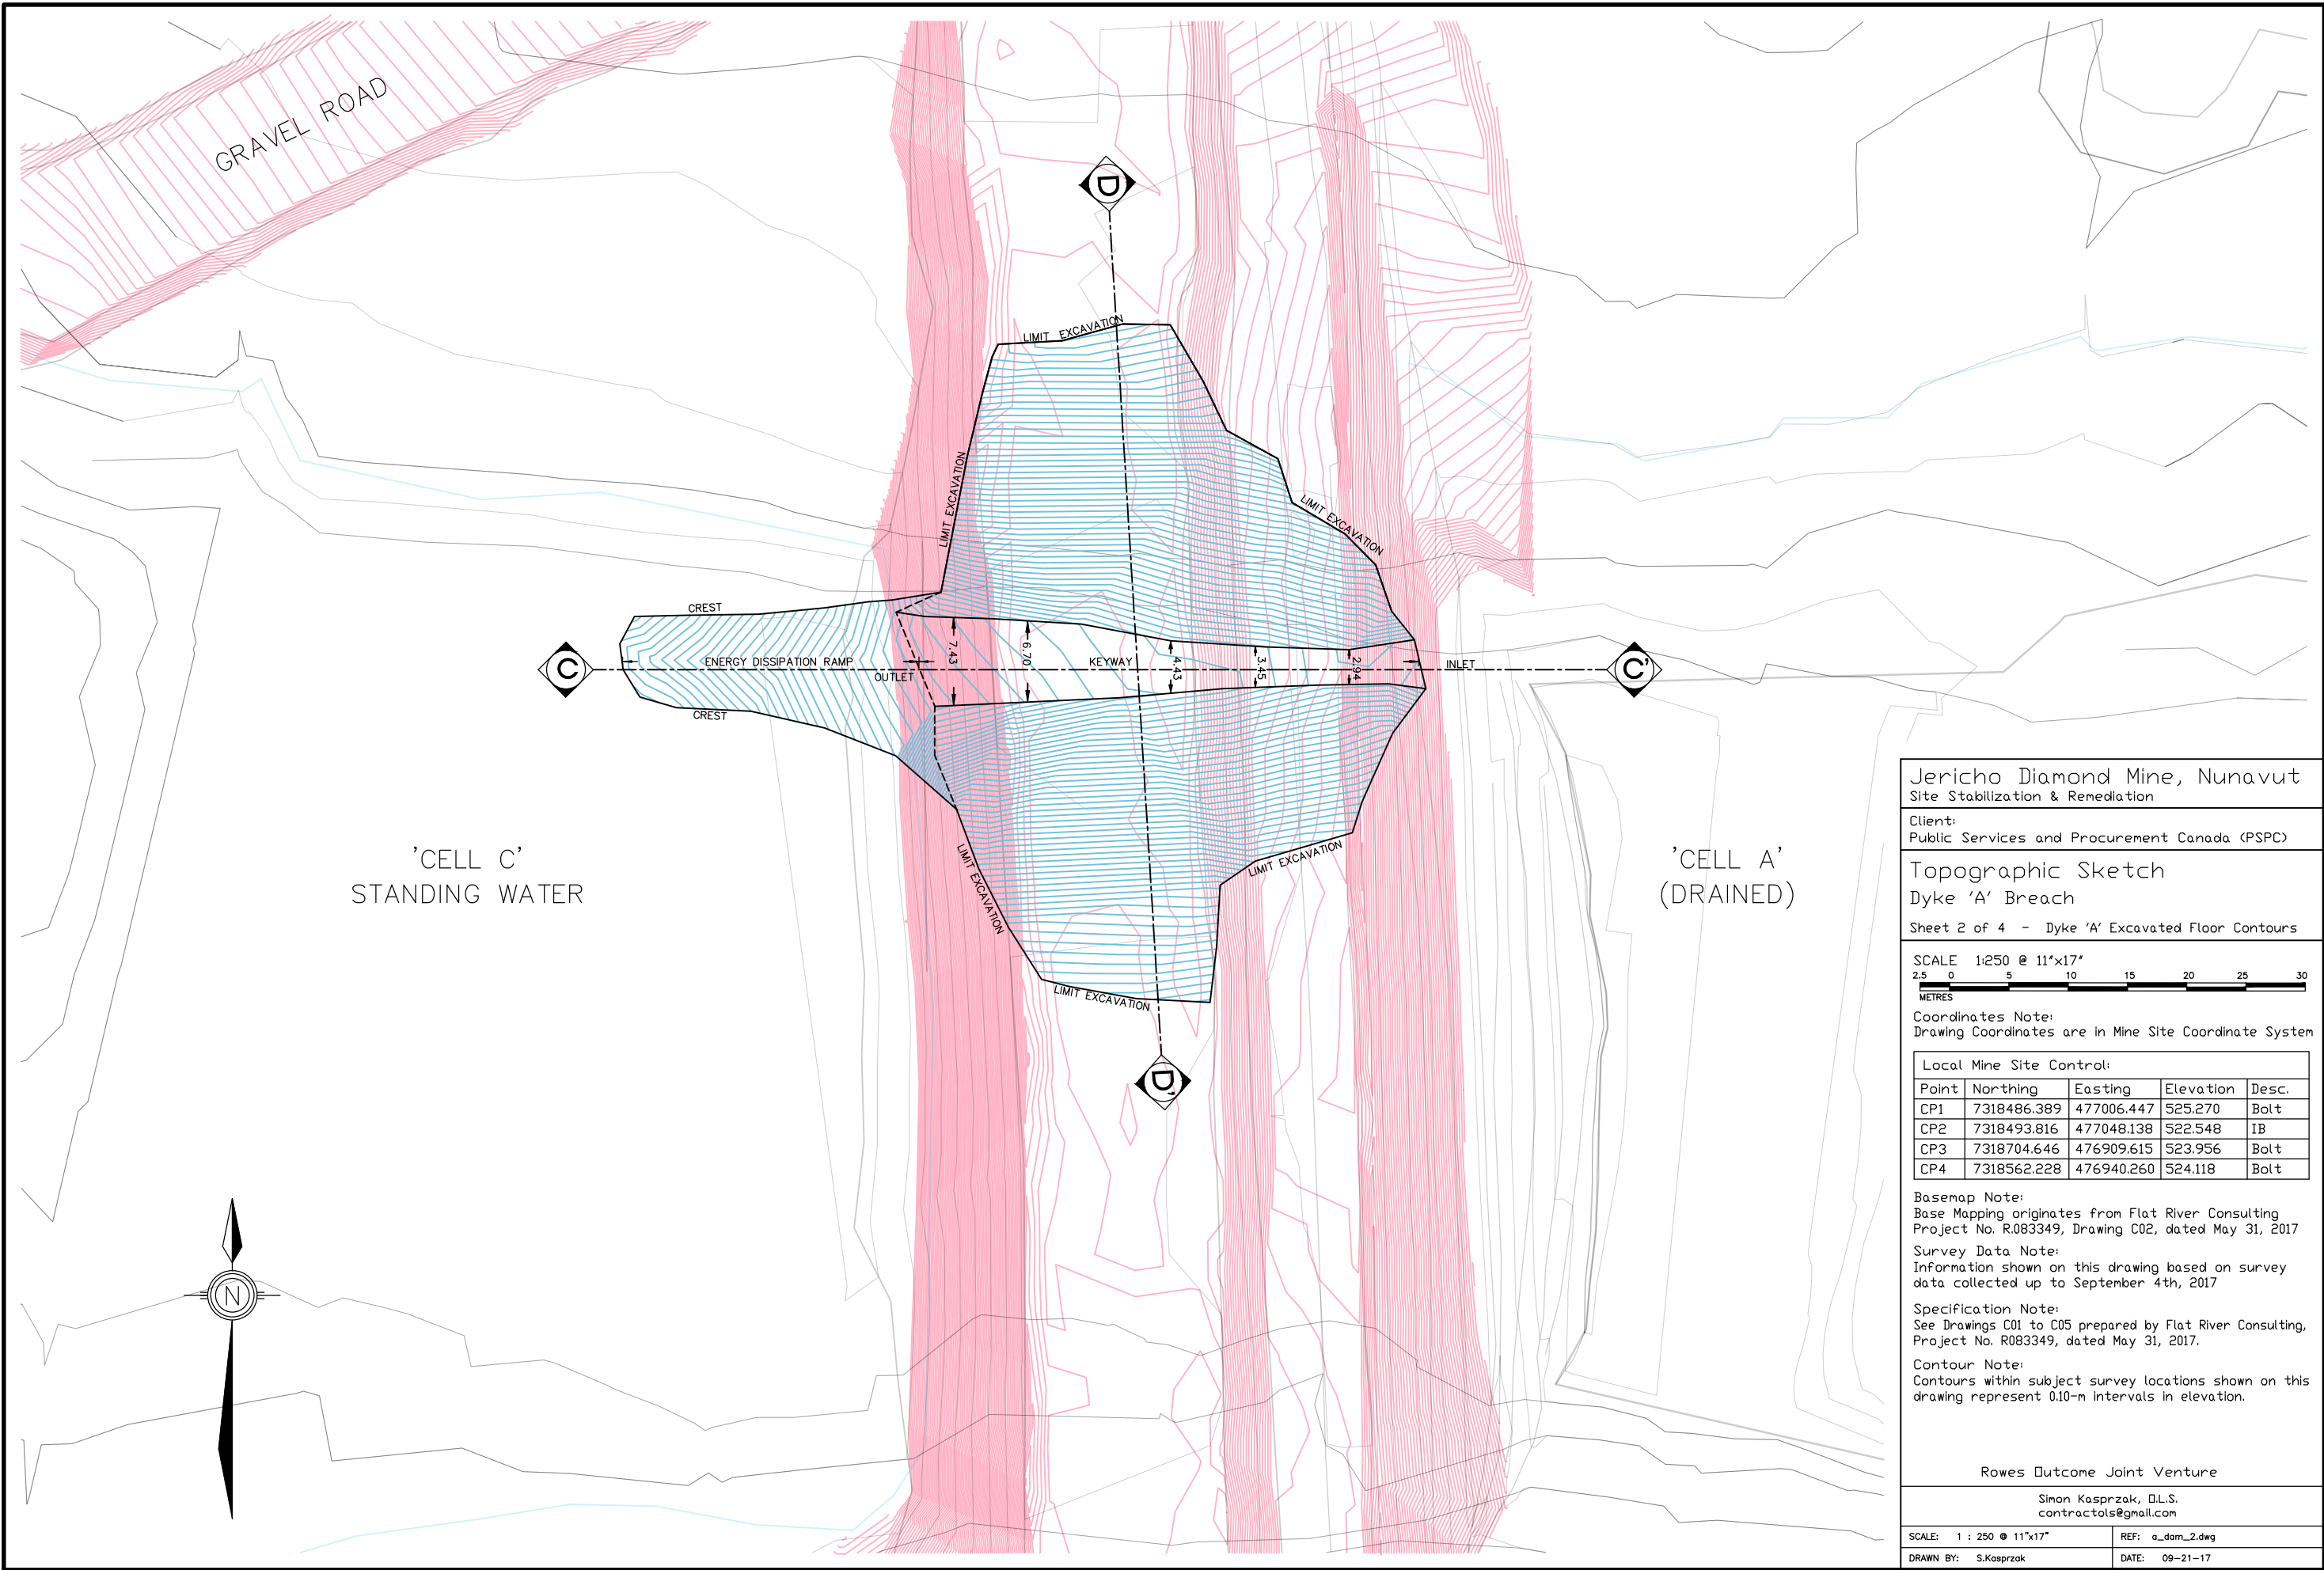 GRAVEL ROAD
D
LIMIT EXCAVATION
LIMIT EXCAVATION
LIMIT EXCAVATION
CREST
C
ENERGY DISSIPATION RAMP
OUTLET
7.43
6.70
KEYWAY
4.43
3.45
2.94
INLET
C'
CREST
LIMIT EXCAVATION
LIMIT EXCAVATION
LIMIT EXCAVATION
D'
'CELL C'
STANDING WATER
'CELL A'
(DRAINED)
N
Jericho Diamond Mine, Nunavut
Site Stabilization & Remediation
Client:
Public Services and Procurement Canada (PSPC)
Topographic Sketch
Dyke 'A' Breach
Sheet 2 of 4 - Dyke 'A' Excavated Floor Contours
SCALE 1:250 @ 11"x17"
2.5 0 5 10 15 20 25 30
METRES
Coordinates Note:
Drawing Coordinates are in Mine Site Coordinate System
Local Mine Site Control:
Point Northing Easting Elevation Desc.
CP1 7318486.389 477006.447 525.270 Bolt
CP2 7318493.816 477048.138 522.548 IB
CP3 7318704.646 476909.615 523.956 Bolt
CP4 7318562.228 476940.260 524.118 Bolt
Basemap Note:
Base Mapping originates from Flat River Consulting
Project No. R.083349, Drawing C02, dated May 31, 2017
Survey Data Note:
Information shown on this drawing based on survey
data collected up to September 4th, 2017
Specification Note:
See Drawings C01 to C05 prepared by Flat River Consulting,
Project No. R083349, dated May 31, 2017.
Contour Note:
Contours within subject survey locations shown on this
drawing represent 0.10-m intervals in elevation.
Rowes Outcome Joint Venture
Simon Kasprzak, O.L.S.
contractols@gmail.com
SCALE: 1 : 250 @ 11"x17"
REF: a_dam_2.dwg
DRAWN BY: S.Kasprzak
DATE: 09-21-17